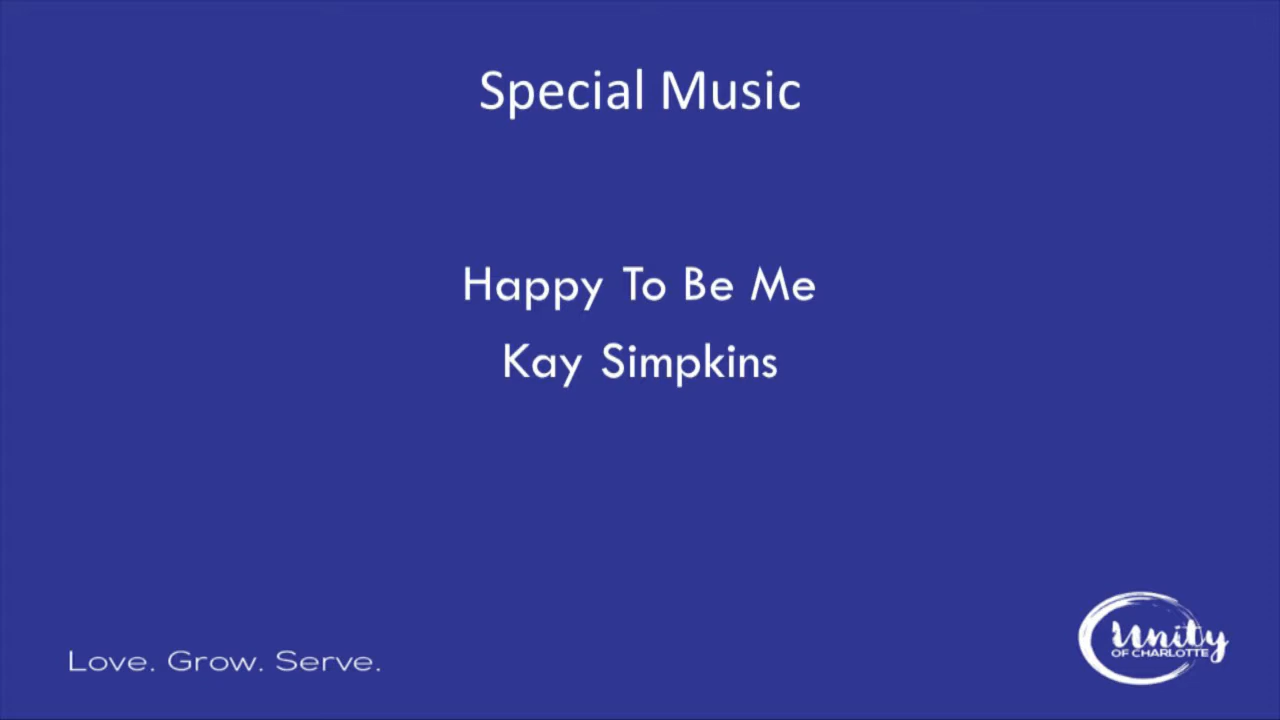 Special Music
Happy To Be Me
Kay Simpkins
Love. Grow. Serve.
Unity
OF CHARLOTTE